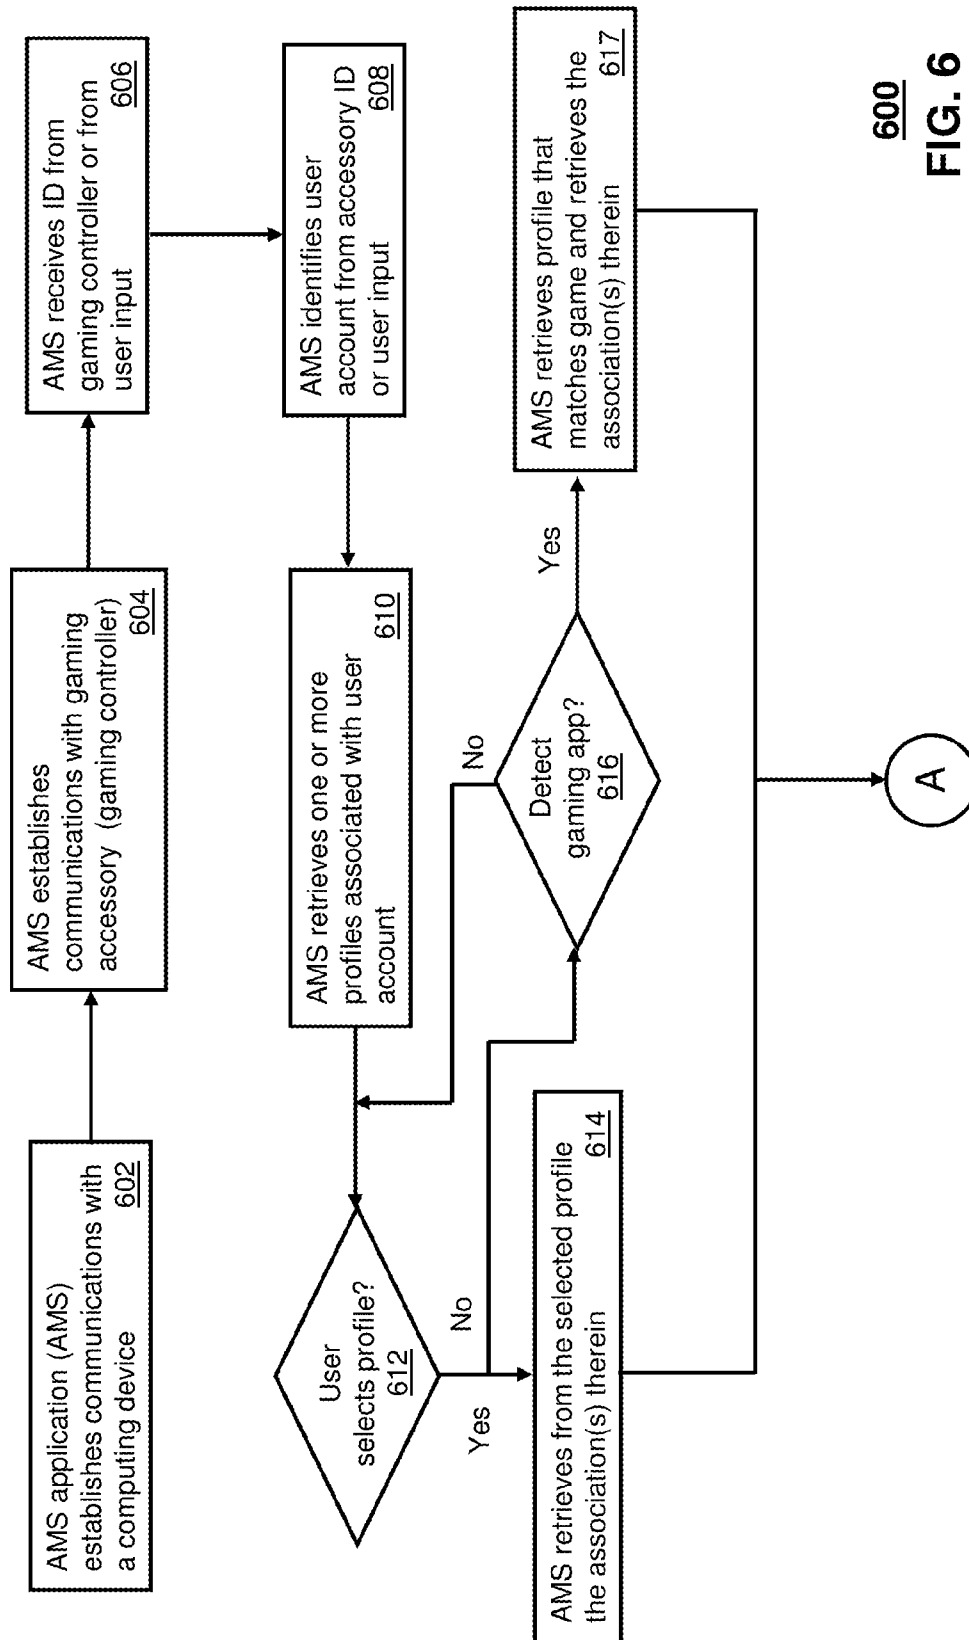 AMS application (AMS)
establishes communications with
a computing device
602
AMS establishes
communications with gaming
accessory (gaming controller)
604
AMS receives ID from
gaming controller or from
user input
606
AMS identifies user
account from accessory ID
or user input
608
AMS retrieves one or more
profiles associated with user
account
610
User
selects profile?
612
No
Yes
AMS retrieves from the selected profile
the association(s) therein
614
Detect
gaming app?
616
No
Yes
AMS retrieves profile that
matches game and retrieves the
association(s) therein
617
A
600
FIG. 6